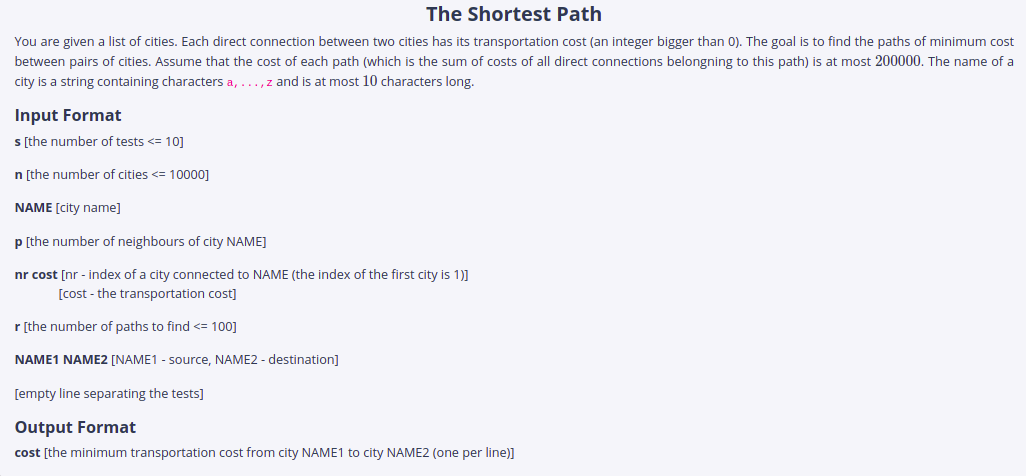 The Shortest Path
You are given a list of cities. Each direct connection between two cities has its transportation cost (an integer bigger than 0). The goal is to find the paths of minimum cost
between pairs of cities. Assume that the cost of each path (which is the sum of costs of all direct connections belongning to this path) is at most 200000. The name of a
city is a string containing characters a,...,z and is at most 10 characters long.
Input Format
s [the number of tests <= 10]
n [the number of cities <= 10000]
NAME [city name]
p [the number of neighbours of city NAME]
nr cost [nr - index of a city connected to NAME (the index of the first city is 1)]
[cost - the transportation cost]
r [the number of paths to find <= 100]
NAME1 NAME2 [NAME1 - source, NAME2 - destination]
[empty line separating the tests]
Output Format
cost [the minimum transportation cost from city NAME1 to city NAME2 (one per line)]